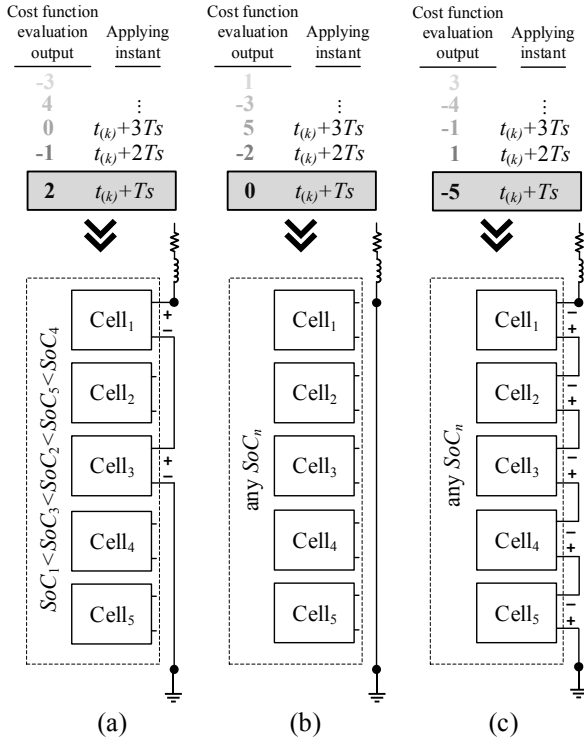 Cost function evaluation output
Applying instant
-3
4 ⋮
0 t(k)+3Ts
-1 t(k)+2Ts
2 t(k)+Ts
SoC1<SoC3<SoC2<SoC5<SoC4
Cell1
+
−
Cell2
Cell3
+
−
Cell4
Cell5
(a)
Cost function evaluation output
Applying instant
1
-3 ⋮
5 t(k)+3Ts
-2 t(k)+2Ts
0 t(k)+Ts
any SoCn
Cell1
Cell2
Cell3
Cell4
Cell5
(b)
Cost function evaluation output
Applying instant
3
-4 ⋮
-1 t(k)+3Ts
1 t(k)+2Ts
-5 t(k)+Ts
any SoCn
Cell1
−
+
Cell2
−
+
Cell3
−
+
Cell4
−
+
Cell5
−
+
(c)